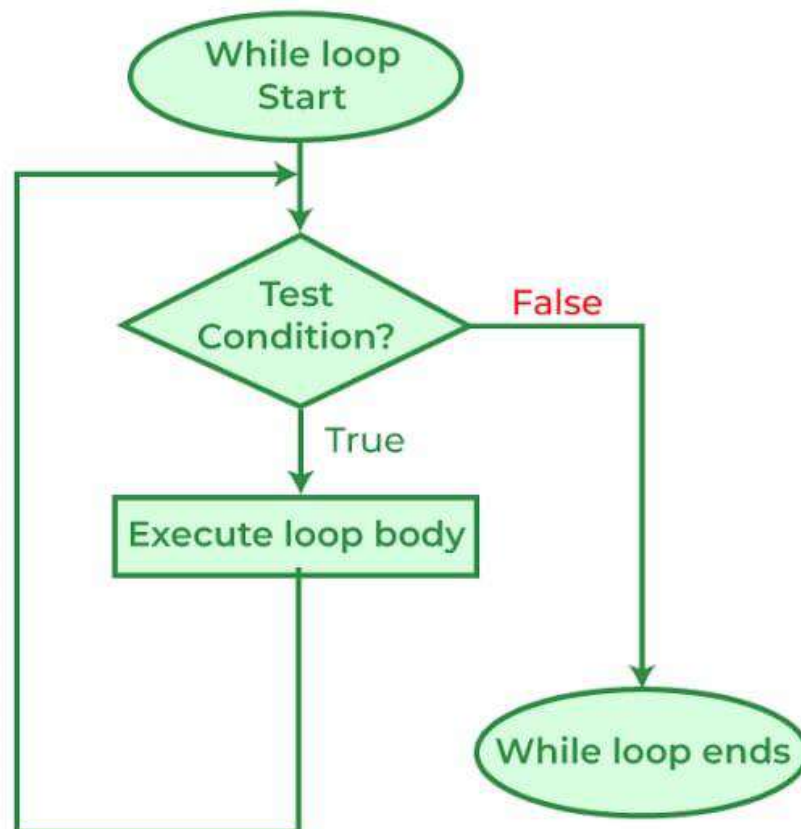 While loop
Start
Test
Condition?
False
True
Execute loop body
While loop ends